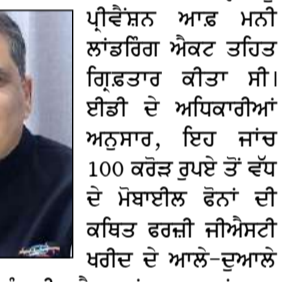 ਪ੍ਰੀਵੈਂਸ਼ਨ ਆਫ਼ ਮਨੀ
ਲਾਂਡਰਿੰਗ ਐਕਟ ਤਹਿਤ
ਗ੍ਰਿਫ਼ਤਾਰ ਕੀਤਾ ਸੀ।
ਈਡੀ ਦੇ ਅਧਿਕਾਰੀਆਂ
ਅਨੁਸਾਰ, ਇਹ ਜਾਂਚ
100 ਕਰੋੜ ਰੁਪਏ ਤੋਂ ਵੱਧ
ਦੇ ਮੋਬਾਈਲ ਫੋਨਾਂ ਦੀ
ਕਥਿਤ ਫਰਜ਼ੀ ਜੀਐਸਟੀ
ਖਰੀਦ ਦੇ ਆਲੇ-ਦੁਆਲੇ